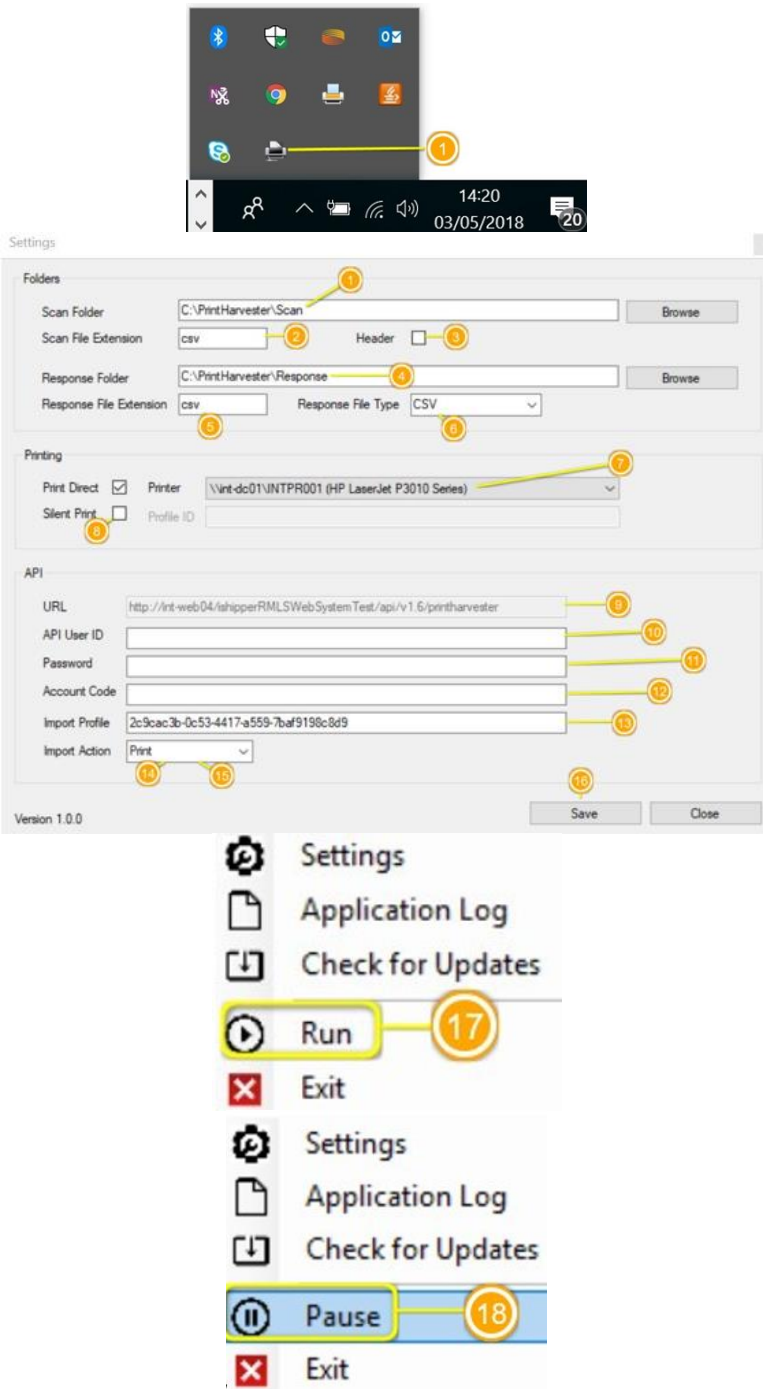 1
14:20
03/05/2018
20
Settings
Folders
1
Scan Folder C:\PrintHarvester\Scan Browse
Scan File Extension csv 2 Header 3
Response Folder C:\PrintHarvester\Response 4 Browse
Response File Extension csv Response File Type CSV
5 6
Printing
7
Print Direct Printer \\int-dc01\INTPR001 (HP LaserJet P3010 Series)
Silent Print Profile ID
8
API
URL http://int-web04/ishipperRMLSWebSystemTest/api/v1.6/printharvester 9
API User ID 10
Password 11
Account Code 12
Import Profile 2c9cac3b-0c53-4417-a559-7baf9198c8d9 13
Import Action Print
14 15
16
Version 1.0.0 Save Close
Settings
Application Log
Check for Updates
Run 17
Exit
Settings
Application Log
Check for Updates
Pause 18
Exit